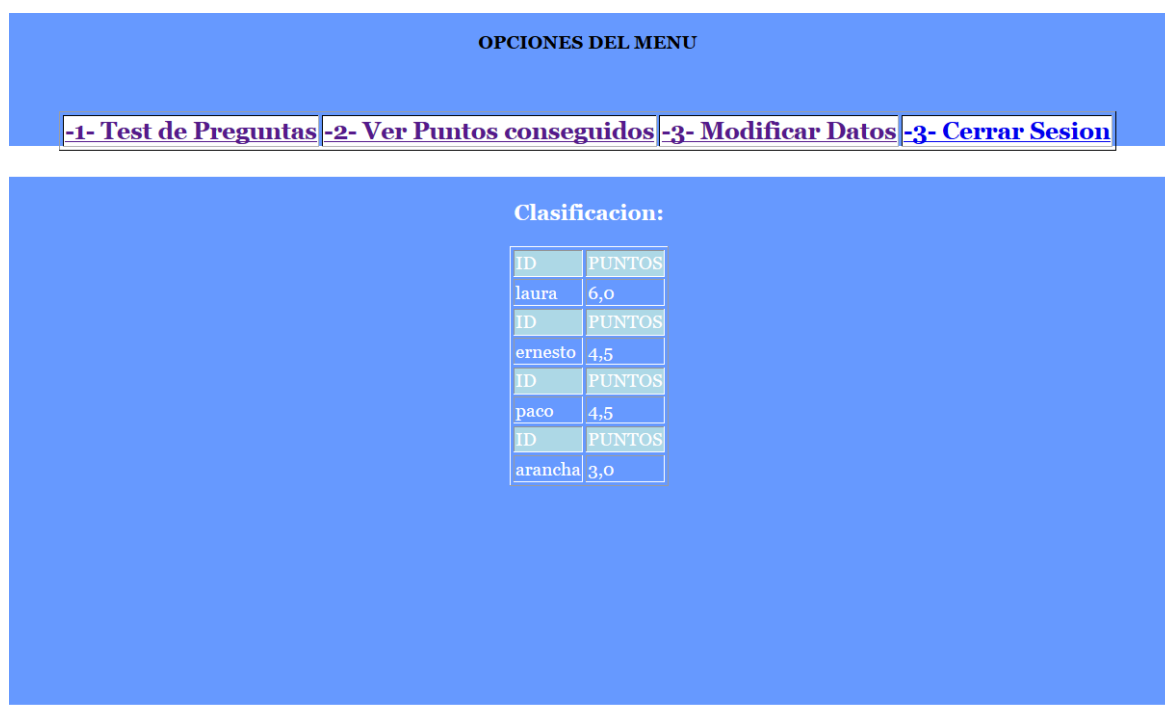 OPCIONES DEL MENU
-1- Test de Preguntas -2- Ver Puntos conseguidos -3- Modificar Datos -3- Cerrar Sesion
Clasificacion:
ID PUNTOS
laura 6,0
ID PUNTOS
ernesto 4,5
ID PUNTOS
paco 4,5
ID PUNTOS
arancha 3,0